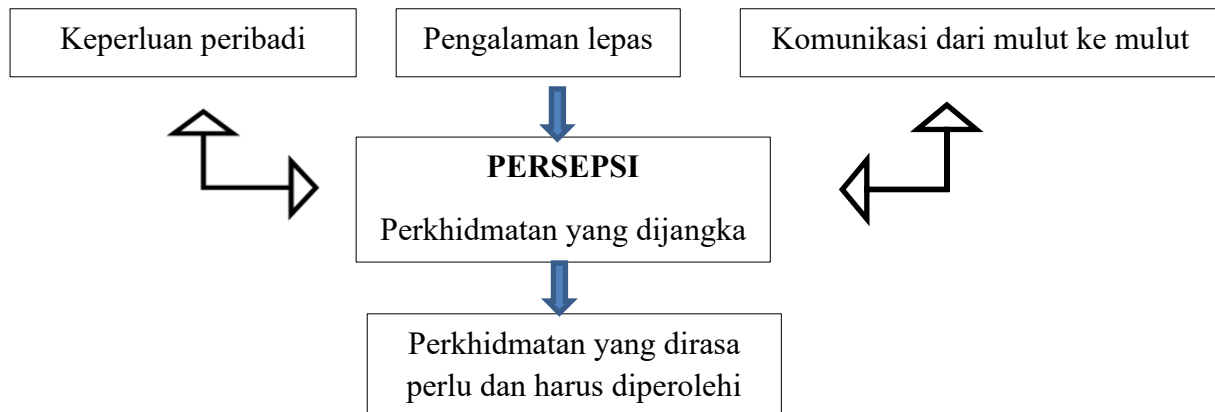 Keperluan peribadi
Pengalaman lepas
Komunikasi dari mulut ke mulut
PERSEPSI
Perkhidmatan yang dijangka
Perkhidmatan yang dirasa
perlu dan harus diperolehi